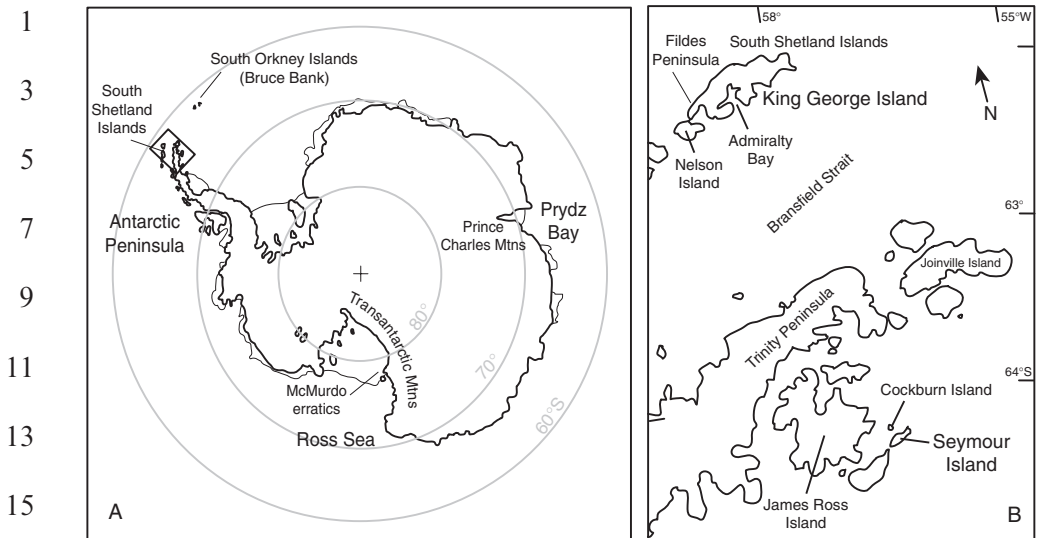 1
3
5
7
9
11
13
15
South Orkney Islands
(Bruce Bank)
South
Shetland
Islands
Antarctic
Peninsula
Prince
Charles Mtns
Prydz
Bay
Transantarctic Mtns
80°
70°
60°S
McMurdo
erratics
Ross Sea
A
58°
55°W
Fildes
Peninsula
South Shetland Islands
King George Island
N
Admiralty
Bay
Nelson
Island
Bransfield Strait
63°
Joinville Island
Trinity Peninsula
64°S
Cockburn Island
Seymour
Island
James Ross
Island
B